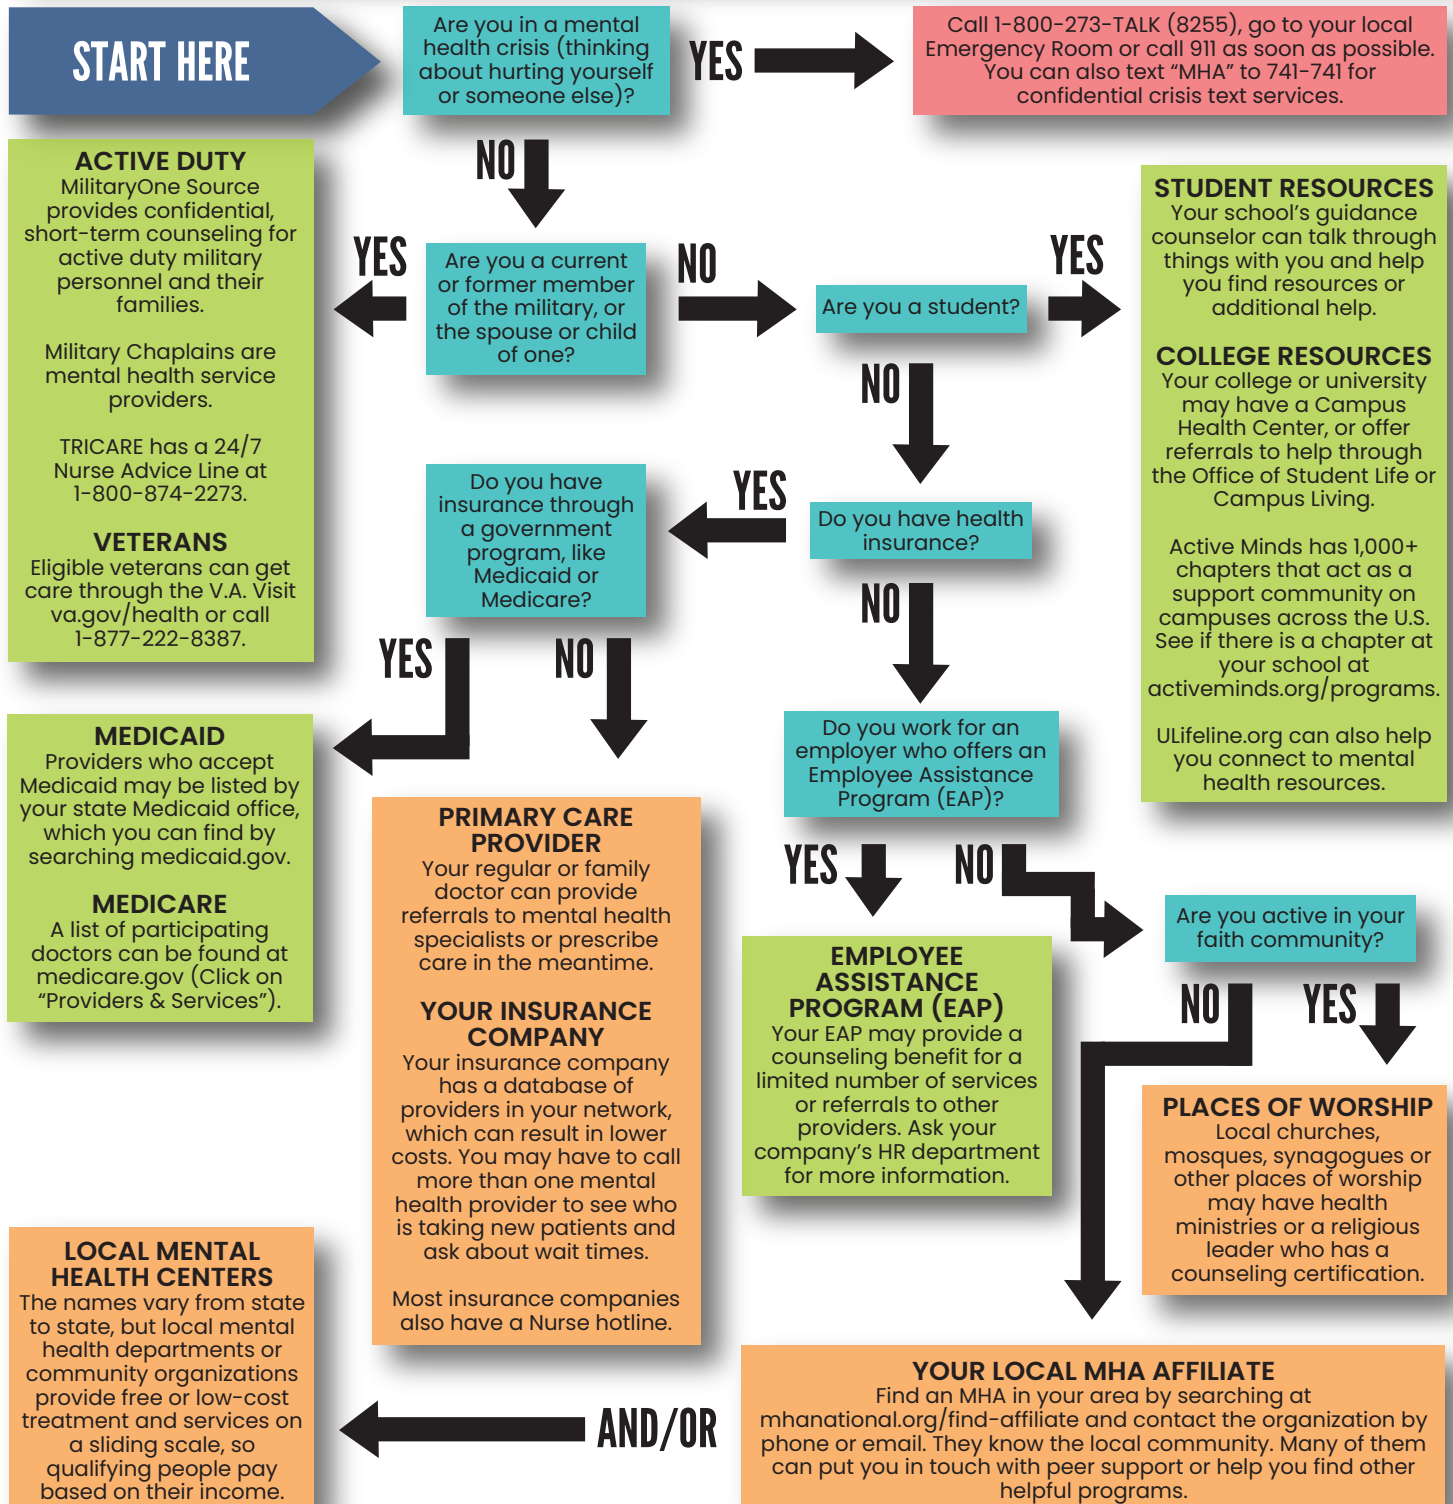 START HERE
Are you in a mental
health crisis (thinking
about hurting yourself
or someone else)?
YES
Call 1-800-273-TALK (8255), go to your local
Emergency Room or call 911 as soon as possible.
You can also text “MHA” to 741-741 for
confidential crisis text services.
NO
ACTIVE DUTY
MilitaryOne Source
provides confidential,
short-term counseling for
active duty military
personnel and their
families.
Military Chaplains are
mental health service
providers.
TRICARE has a 24/7
Nurse Advice Line at
1-800-874-2273.
VETERANS
Eligible veterans can get
care through the V.A. Visit
va.gov/health or call
1-877-222-8387.
YES
Are you a current
or former member
of the military, or
the spouse or child
of one?
NO
Are you a student?
YES
STUDENT RESOURCES
Your school’s guidance
counselor can talk through
things with you and help
you find resources or
additional help.
COLLEGE RESOURCES
Your college or university
may have a Campus
Health Center, or offer
referrals to help through
the Office of Student Life or
Campus Living.
Active Minds has 1,000+
chapters that act as a
support community on
campuses across the U.S.
See if there is a chapter at
your school at
activeminds.org/programs.
ULifeline.org can also help
you connect to mental
health resources.
NO
Do you have health
insurance?
YES
Do you have
insurance through
a government
program, like
Medicaid or
Medicare?
YES
NO
MEDICAID
Providers who accept
Medicaid may be listed by
your state Medicaid office,
which you can find by
searching medicaid.gov.
MEDICARE
A list of participating
doctors can be found at
medicare.gov (Click on
“Providers & Services”).
PRIMARY CARE
PROVIDER
Your regular or family
doctor can provide
referrals to mental health
specialists or prescribe
care in the meantime.
YOUR INSURANCE
COMPANY
Your insurance company
has a database of
providers in your network,
which can result in lower
costs. You may have to call
more than one mental
health provider to see who
is taking new patients and
ask about wait times.
Most insurance companies
also have a Nurse hotline.
NO
Do you work for an
employer who offers an
Employee Assistance
Program (EAP)?
YES
NO
EMPLOYEE
ASSISTANCE
PROGRAM (EAP)
Your EAP may provide a
counseling benefit for a
limited number of services
or referrals to other
providers. Ask your
company’s HR department
for more information.
Are you active in your
faith community?
NO
YES
PLACES OF WORSHIP
Local churches,
mosques, synagogues or
other places of worship
may have health
ministries or a religious
leader who has a
counseling certification.
YOUR LOCAL MHA AFFILIATE
Find an MHA in your area by searching at
mhanational.org/find-affiliate and contact the organization by
phone or email. They know the local community. Many of them
can put you in touch with peer support or help you find other
helpful programs.
AND/OR
LOCAL MENTAL
HEALTH CENTERS
The names vary from state
to state, but local mental
health departments or
community organizations
provide free or low-cost
treatment and services on
a sliding scale, so
qualifying people pay
based on their income.